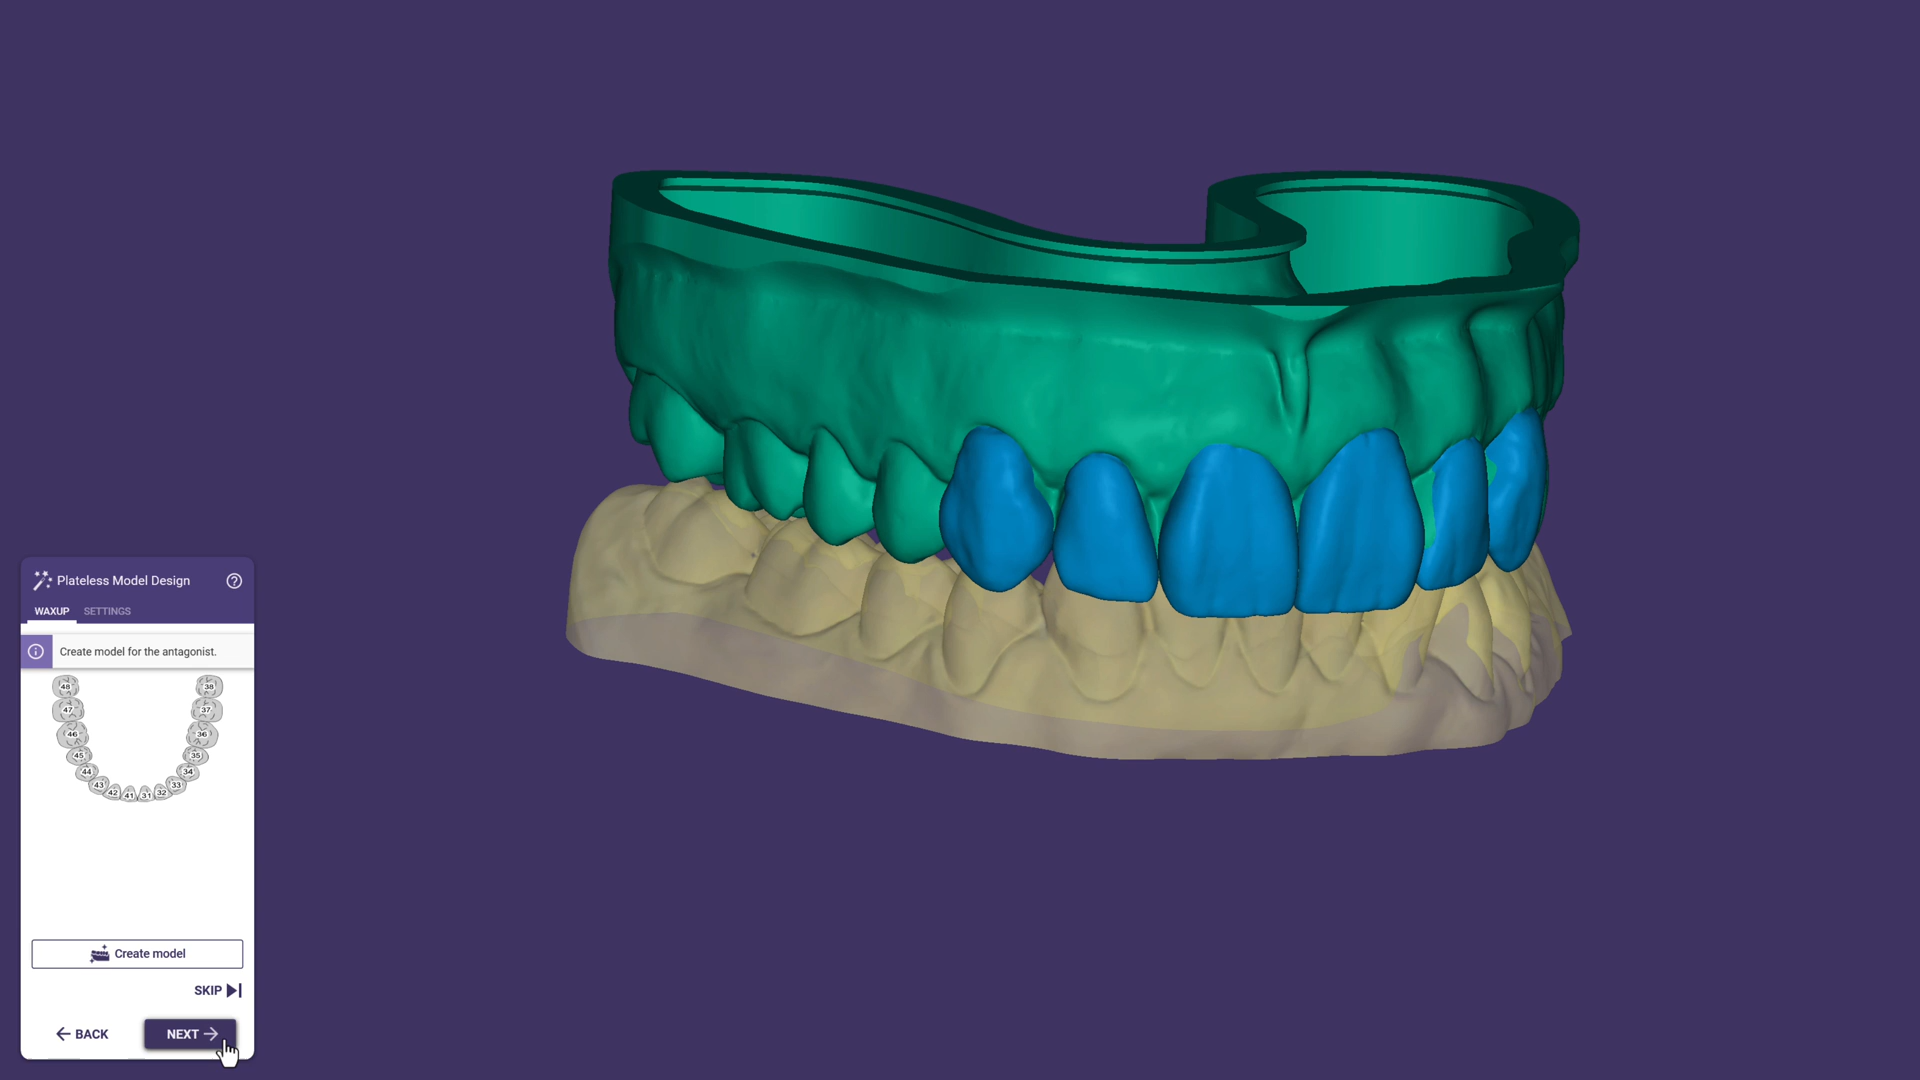 Plateless Model Design
WAXUP SETTINGS
Create model for the antagonist.
48 38
47 37
46 36
45 35
44 34
43 33
42 41 31 32
Create model
SKIP
BACK NEXT